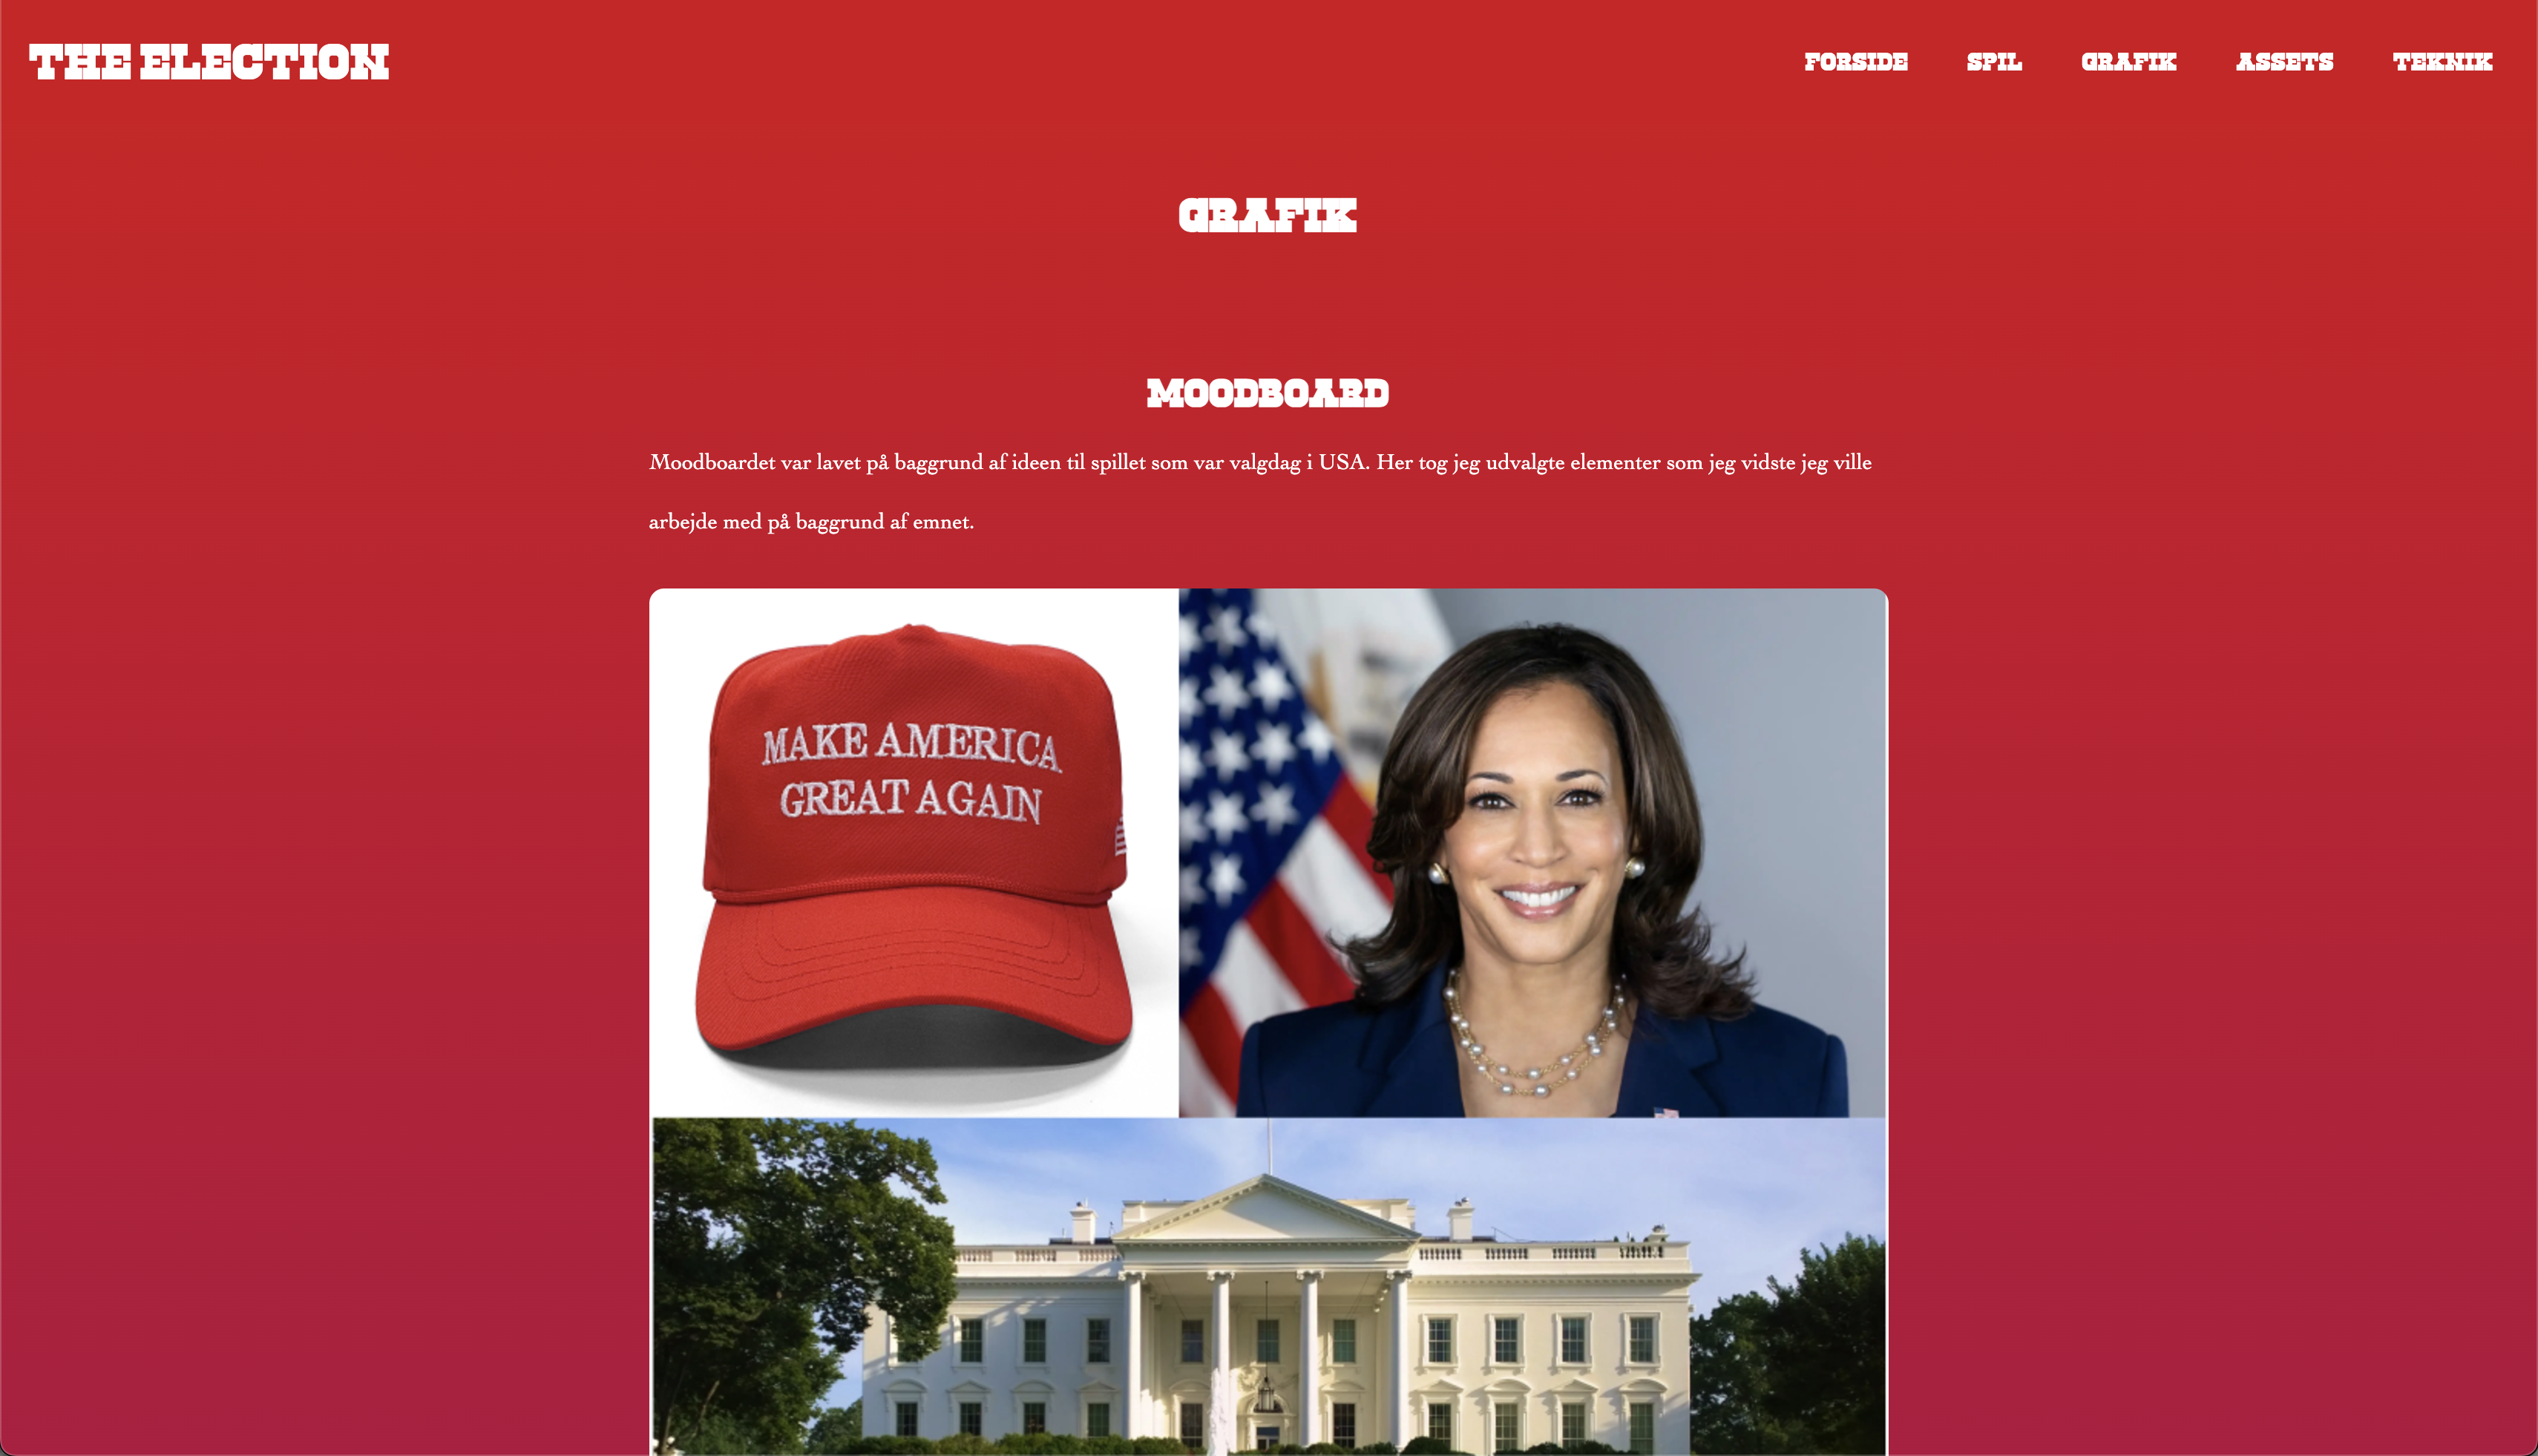 THE ELECTION
FORSIDE SPIL GRAFIK ASSETS TEKNIK
GRAFIK
MOODBOARD
Moodboardet var lavet på baggrund af ideen til spillet som var valgdag i USA. Her tog jeg udvalgte elementer som jeg vidste jeg ville
arbejde med på baggrund af emnet.
MAKE AMERICA
GREAT AGAIN